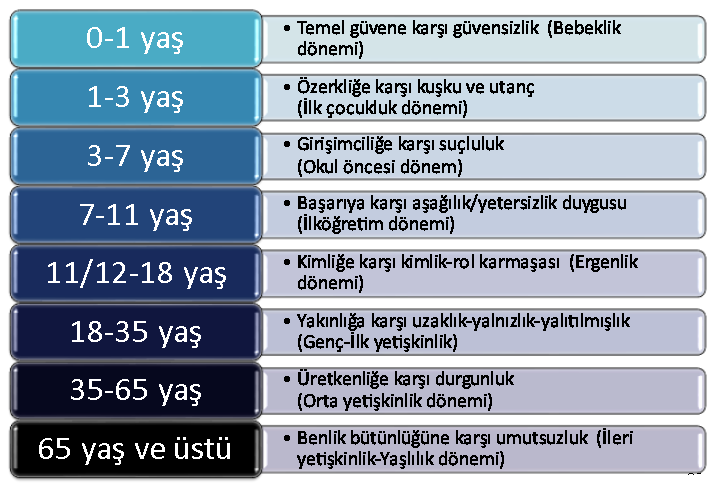 0-1 yaş
• Temel güvene karşı güvensizlik (Bebeklik
dönemi)
1-3 yaş
• Özerkliğe karşı kuşku ve utanç
(İlk çocukluk dönemi)
3-7 yaş
• Girişimciliğe karşı suçluluk
(Okul öncesi dönem)
7-11 yaş
• Başarıya karşı aşağılık/yetersizlik duygusu
(İlköğretim dönemi)
11/12-18 yaş
• Kimliğe karşı kimlik-rol karmaşası (Ergenlik
dönemi)
18-35 yaş
• Yakınlığa karşı uzaklık-yalnızlık-yalıtılmışlık
(Genç-İlk yetişkinlik)
35-65 yaş
• Üretkenliğe karşı durgunluk
(Orta yetişkinlik dönemi)
65 yaş ve üstü
• Benlik bütünlüğüne karşı umutsuzluk (İleri
yetişkinlik-Yaşlılık dönemi)